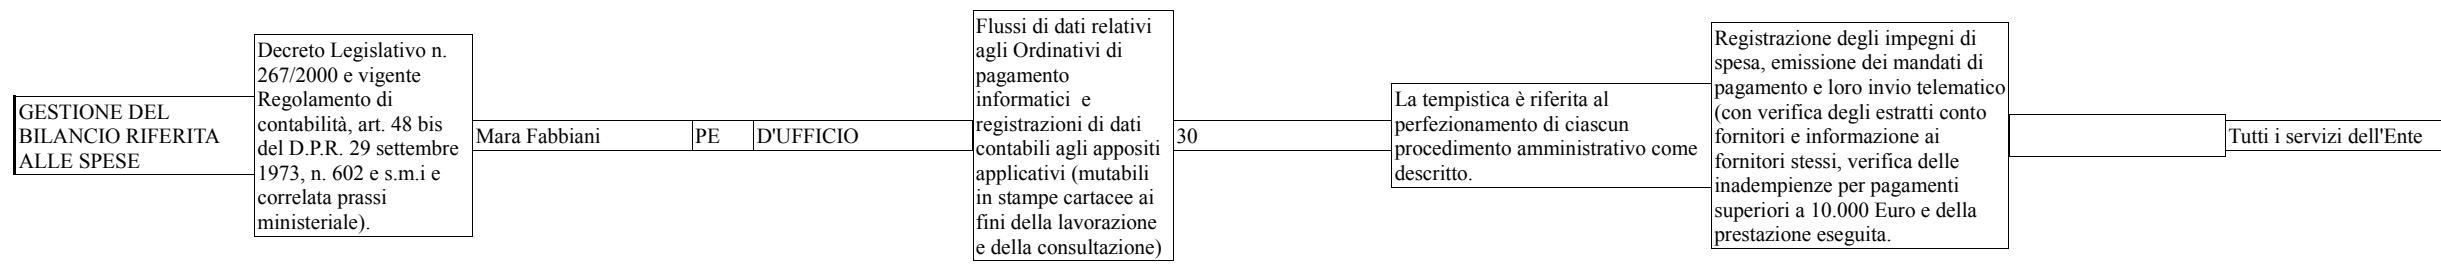 GESTIONE DEL
BILANCIO RIFERITA
ALLE SPESE
Decreto Legislativo n.
267/2000 e vigente
Regolamento di
contabilità, art. 48 bis
del D.P.R. 29 settembre
1973, n. 602 e s.m.i e
correlata prassi
ministeriale).
Mara Fabbiani
PE
D'UFFICIO
Flussi di dati relativi
agli Ordinativi di
pagamento
informatici  e
registrazioni di dati
contabili agli appositi
applicativi (mutabili
in stampe cartacee ai
fini della lavorazione
e della consultazione)
30
La tempistica è riferita al
perfezionamento di ciascun
procedimento amministrativo come
descritto.
Registrazione degli impegni di
spesa, emissione dei mandati di
pagamento e loro invio telematico
(con verifica degli estratti conto
fornitori e informazione ai
fornitori stessi, verifica delle
inadempienze per pagamenti
superiori a 10.000 Euro e della
prestazione eseguita.
Tutti i servizi dell'Ente